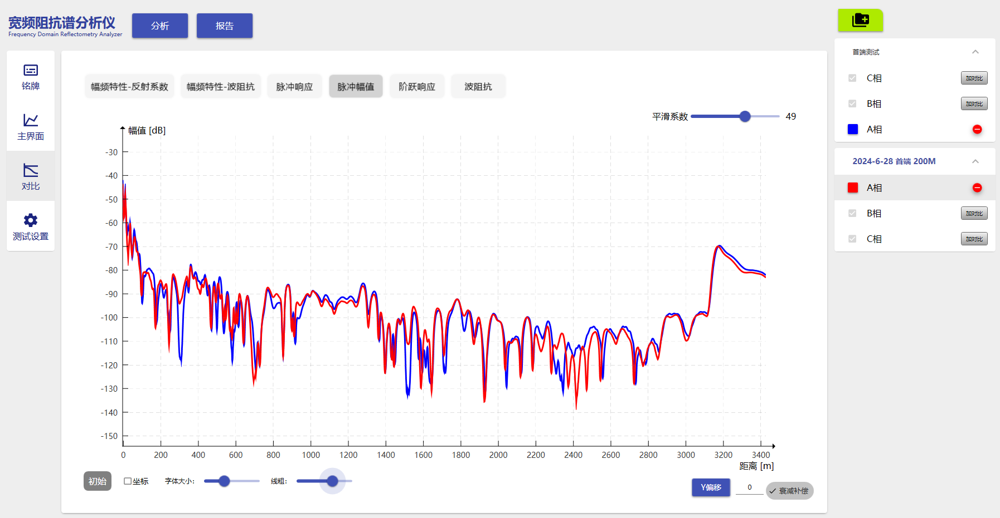 宽频阻抗谱分析仪
Frequency Domain Reflectometry Analyzer
分析
报告
铭牌
主界面
对比
测试设置
幅频特性-反射系数
幅频特性-波阻抗
脉冲响应
脉冲幅值
阶跃响应
波阻抗
平滑系数
49
幅值 [dB]
-30
-40
-50
-60
-70
-80
-90
-100
-110
-120
-130
-140
-150
0 200 400 600 800 1000 1200 1400 1600 1800 2000 2200 2400 2600 2800 3000 3200 3400
距离 [m]
初始
坐标
字体大小:
线粗:
Y偏移
0
衰减补偿
首端测试
C相
加对比
B相
加对比
A相
2024-6-28 首端 200M
A相
B相
加对比
C相
加对比